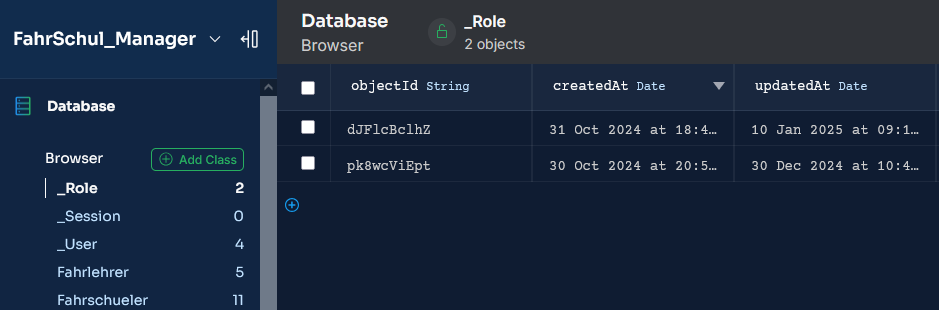 FahrSchul_Manager
Database
Browser
Add Class
_Role 2
_Session 0
_User 4
Fahrlehrer 5
Fahrschueler 11
Database
Browser
_Role
2 objects
objectId String createdAt Date updatedAt Date
dJFlcBclhZ 31 Oct 2024 at 18:4… 10 Jan 2025 at 09:1…
pk8wcViEpt 30 Oct 2024 at 20:5… 30 Dec 2024 at 10:4…